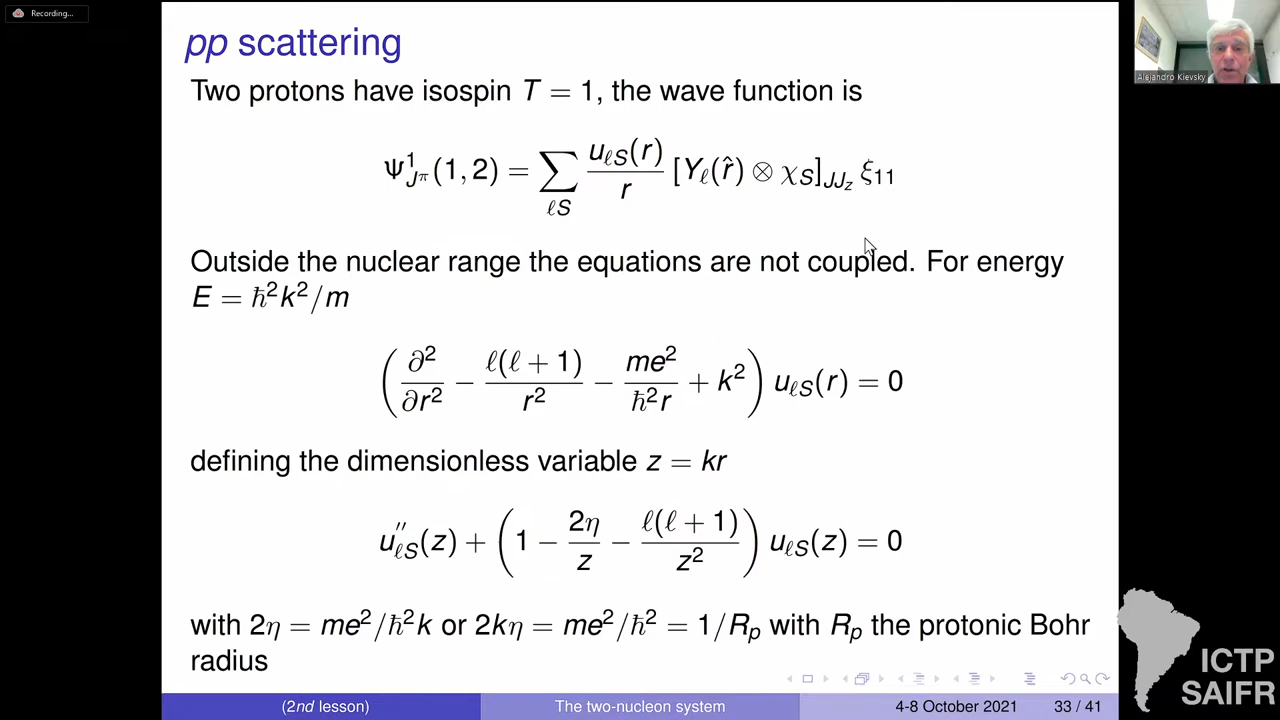 Recording...
pp scattering
Two protons have isospin T = 1, the wave function is
Ψ¹_{J^π}(1, 2) = ∑_{ℓS} u_{ℓS}(r)/r [Y_ℓ(r̂) ⊗ χ_S]_{JJ_z} ξ₁₁
Outside the nuclear range the equations are not coupled. For energy
E = ħ²k²/m
(∂²/∂r² − ℓ(ℓ + 1)/r² − me²/ħ²r + k²) u_{ℓS}(r) = 0
defining the dimensionless variable z = kr
u''_{ℓS}(z) + (1 − 2η/z − ℓ(ℓ + 1)/z²) u_{ℓS}(z) = 0
with 2η = me²/ħ²k or 2kη = me²/ħ² = 1/R_p with R_p the protonic Bohr
radius
(2nd lesson)
The two-nucleon system
4-8 October 2021
33 / 41
Alejandro Kievsky
ICTP
SAIFR